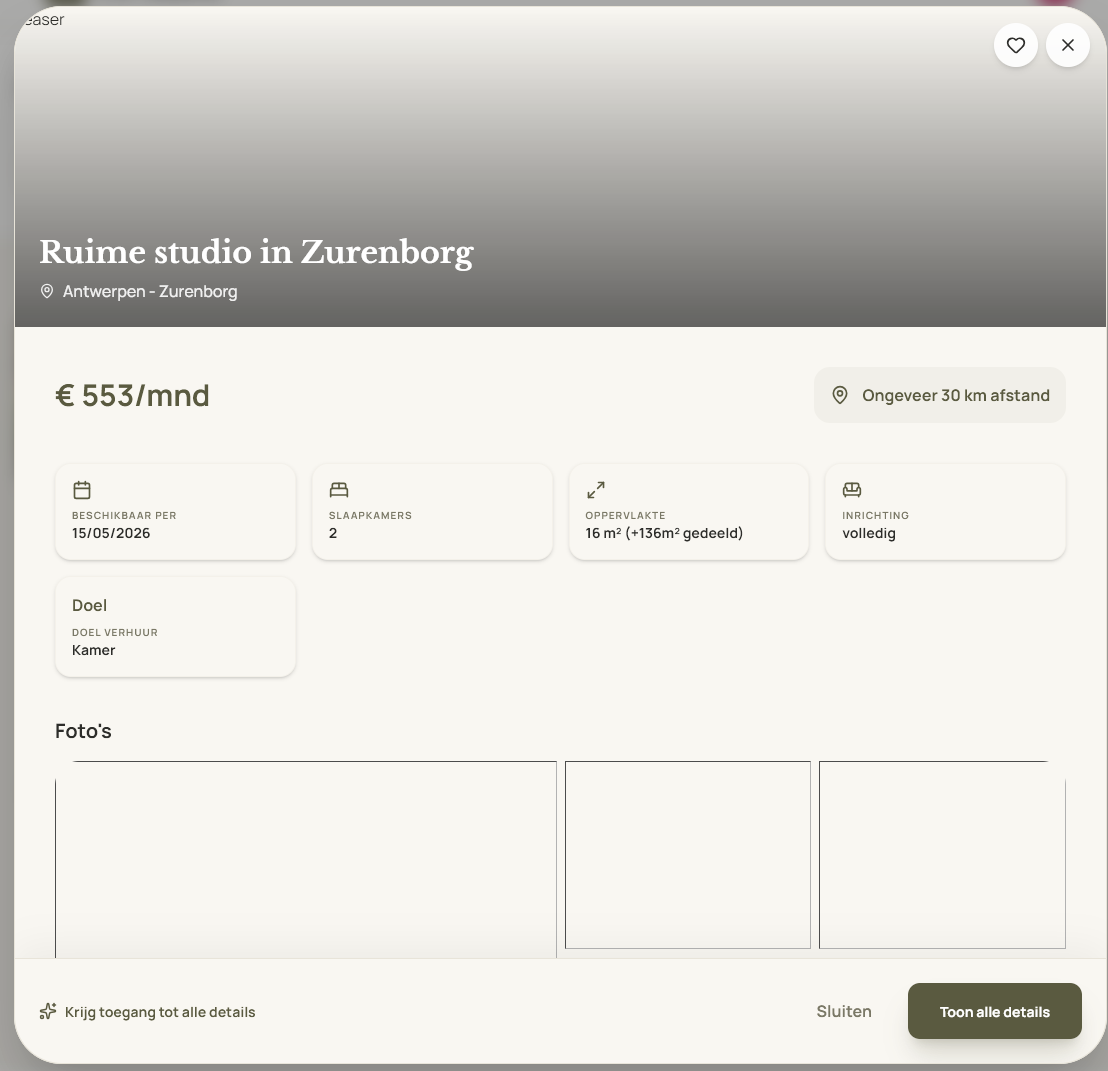 easer
Ruime studio in Zurenborg
Antwerpen - Zurenborg
€ 553/mnd
Ongeveer 30 km afstand
BESCHIKBAAR PER
15/05/2026
SLAAPKAMERS
2
OPPERVLAKTE
16 m² (+136m² gedeeld)
INRICHTING
volledig
Doel
DOEL VERHUUR
Kamer
Foto's
Krijg toegang tot alle details
Sluiten
Toon alle details